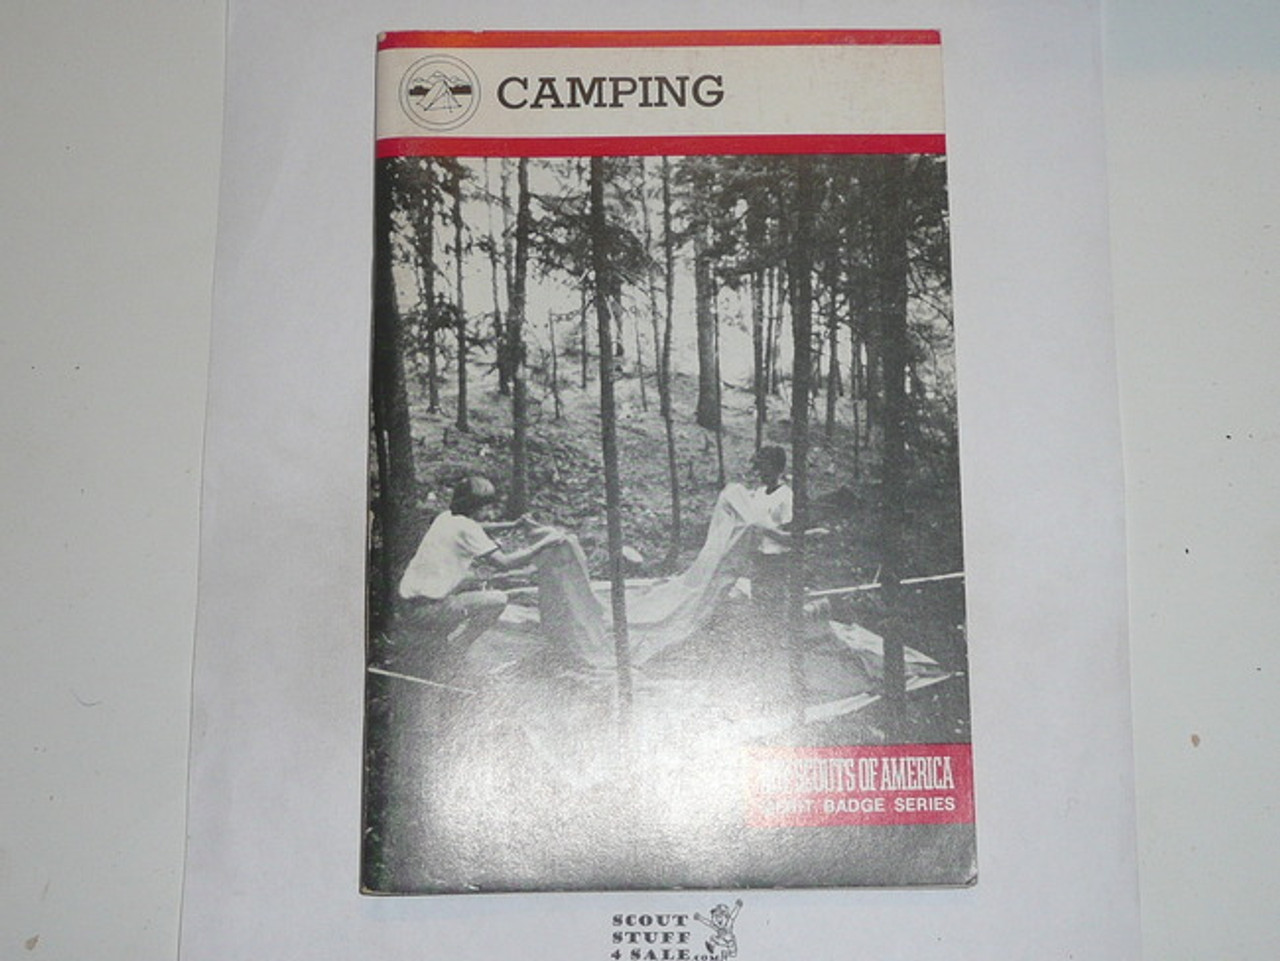 CAMPING
SCOUTS OF AMERICA
BADGE SERIES
SCOUT
STUFF
4 SALE.COM